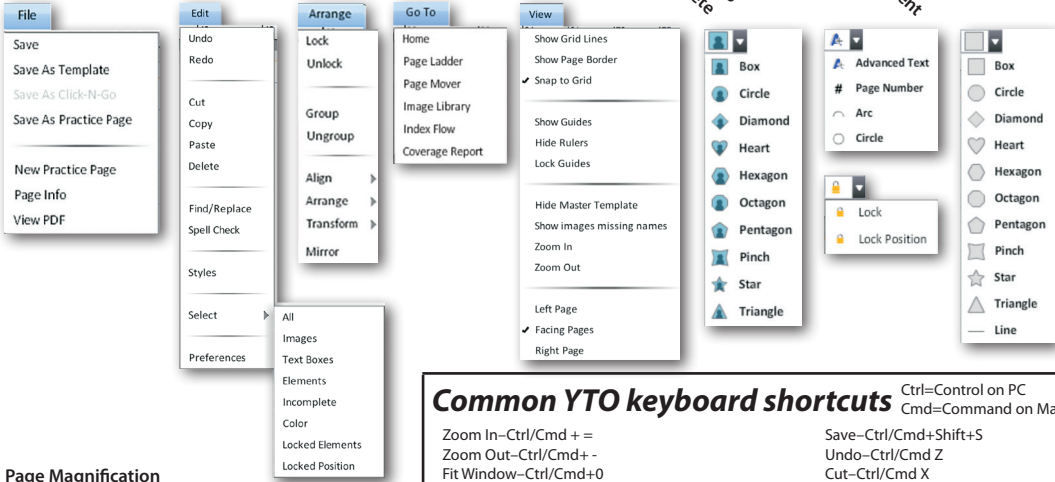 File
Save
Save As Template
Save As Click-N-Go
Save As Practice Page
New Practice Page
Page Info
View PDF
Edit
Undo
Redo
Cut
Copy
Paste
Delete
Find/Replace
Spell Check
Styles
Select
Preferences
All
Images
Text Boxes
Elements
Incomplete
Color
Locked Elements
Locked Position
Arrange
Lock
Unlock
Group
Ungroup
Align
Arrange
Transform
Mirror
Go To
Home
Page Ladder
Page Mover
Image Library
Index Flow
Coverage Report
View
Show Grid Lines
Show Page Border
✓ Snap to Grid
Show Guides
Hide Rulers
Lock Guides
Hide Master Template
Show images missing names
Zoom In
Zoom Out
Left Page
✓ Facing Pages
Right Page
Box
Circle
Diamond
Heart
Hexagon
Octagon
Pentagon
Pinch
Star
Triangle
A Advanced Text
# Page Number
Arc
Circle
Lock
Lock Position
Box
Circle
Diamond
Heart
Hexagon
Octagon
Pentagon
Pinch
Star
Triangle
Line
Common YTO keyboard shortcuts
Ctrl=Control on PC
Cmd=Command on Ma
Zoom In–Ctrl/Cmd + =
Zoom Out–Ctrl/Cmd+ -
Fit Window–Ctrl/Cmd+0
Save–Ctrl/Cmd+Shift+S
Undo–Ctrl/Cmd Z
Cut–Ctrl/Cmd X
Page Magnification